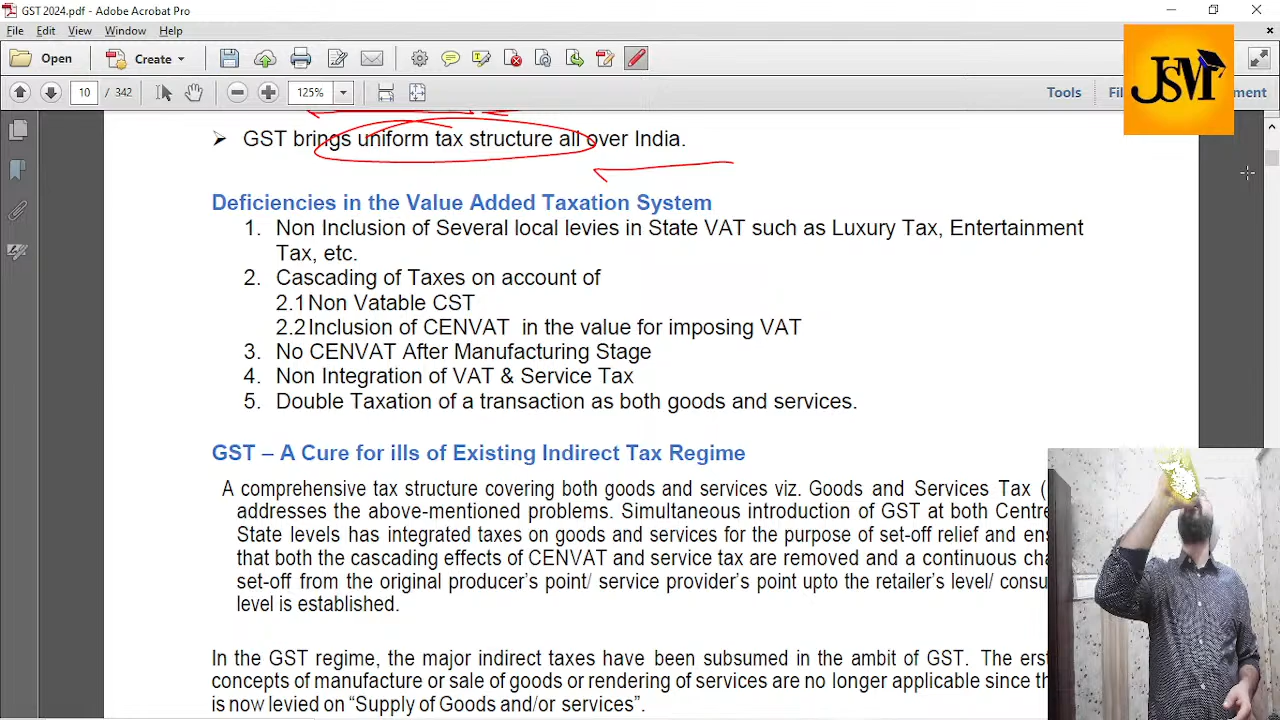 GST 2024.pdf - Adobe Acrobat Pro
File Edit View Window Help
Open Create
10 / 342 125% Tools
JSM
GST brings uniform tax structure all over India.
Deficiencies in the Value Added Taxation System
1. Non Inclusion of Several local levies in State VAT such as Luxury Tax, Entertainment
Tax, etc.
2. Cascading of Taxes on account of
2.1 Non Vatable CST
2.2 Inclusion of CENVAT in the value for imposing VAT
3. No CENVAT After Manufacturing Stage
4. Non Integration of VAT & Service Tax
5. Double Taxation of a transaction as both goods and services.
GST – A Cure for ills of Existing Indirect Tax Regime
A comprehensive tax structure covering both goods and services viz. Goods and Services Tax (
addresses the above-mentioned problems. Simultaneous introduction of GST at both Centre
State levels has integrated taxes on goods and services for the purpose of set-off relief and
that both the cascading effects of CENVAT and service tax are removed and a continuous
set-off from the original producer's point/ service provider's point upto the retailer's level/
level is established.
In the GST regime, the major indirect taxes have been subsumed in the ambit of GST. The
concepts of manufacture or sale of goods or rendering of services are no longer applicable since
is now levied on “Supply of Goods and/or services”.